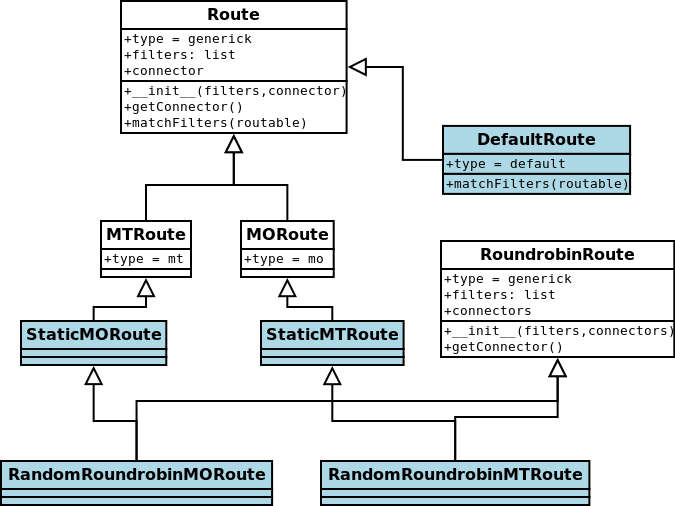 Route
+type = generick
+filters: list
+connector
+__init__(filters,connector)
+getConnector()
+matchFilters(routable)
DefaultRoute
+type = default
+matchFilters(routable)
MTRoute
+type = mt
MORoute
+type = mo
RoundrobinRoute
+type = generick
+filters: list
+connectors
+__init__(filters,connectors)
+getConnector()
StaticMORoute
StaticMTRoute
RandomRoundrobinMORoute
RandomRoundrobinMTRoute